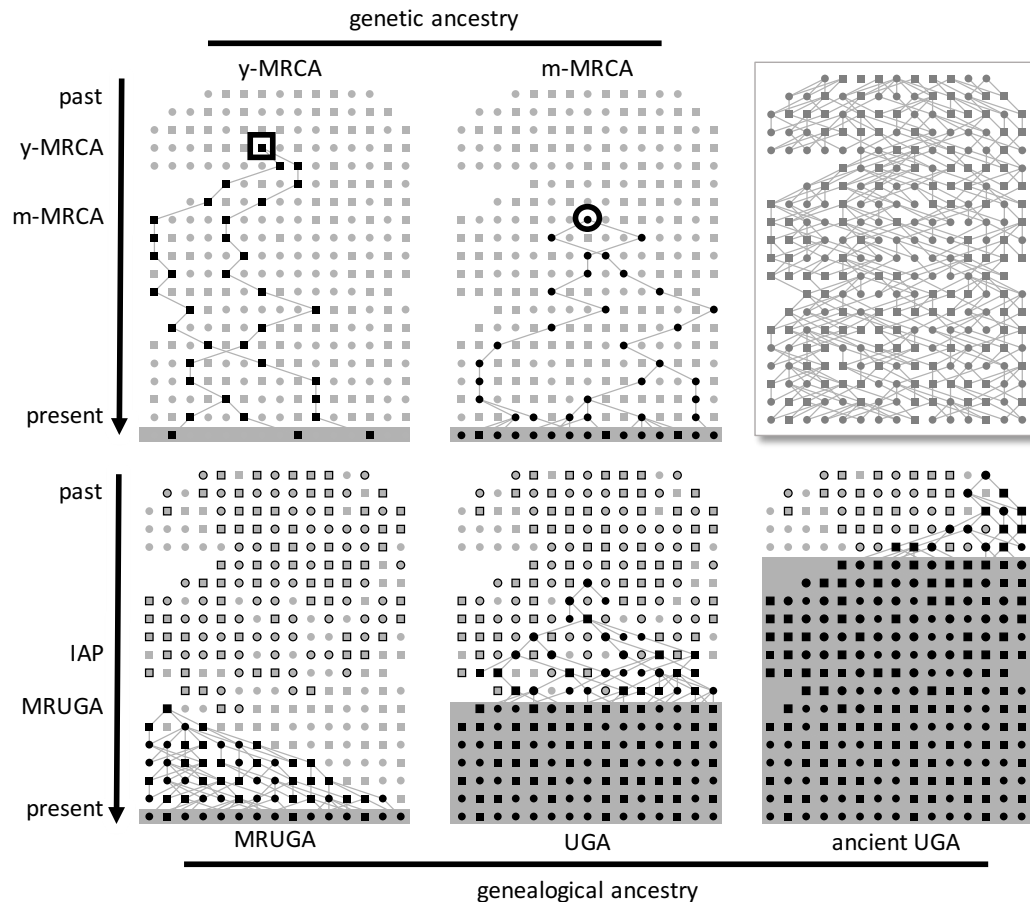 genetic ancestry
y-MRCA
m-MRCA
past
y-MRCA
m-MRCA
present
past
IAP
MRUGA
present
MRUGA
UGA
ancient UGA
genealogical ancestry